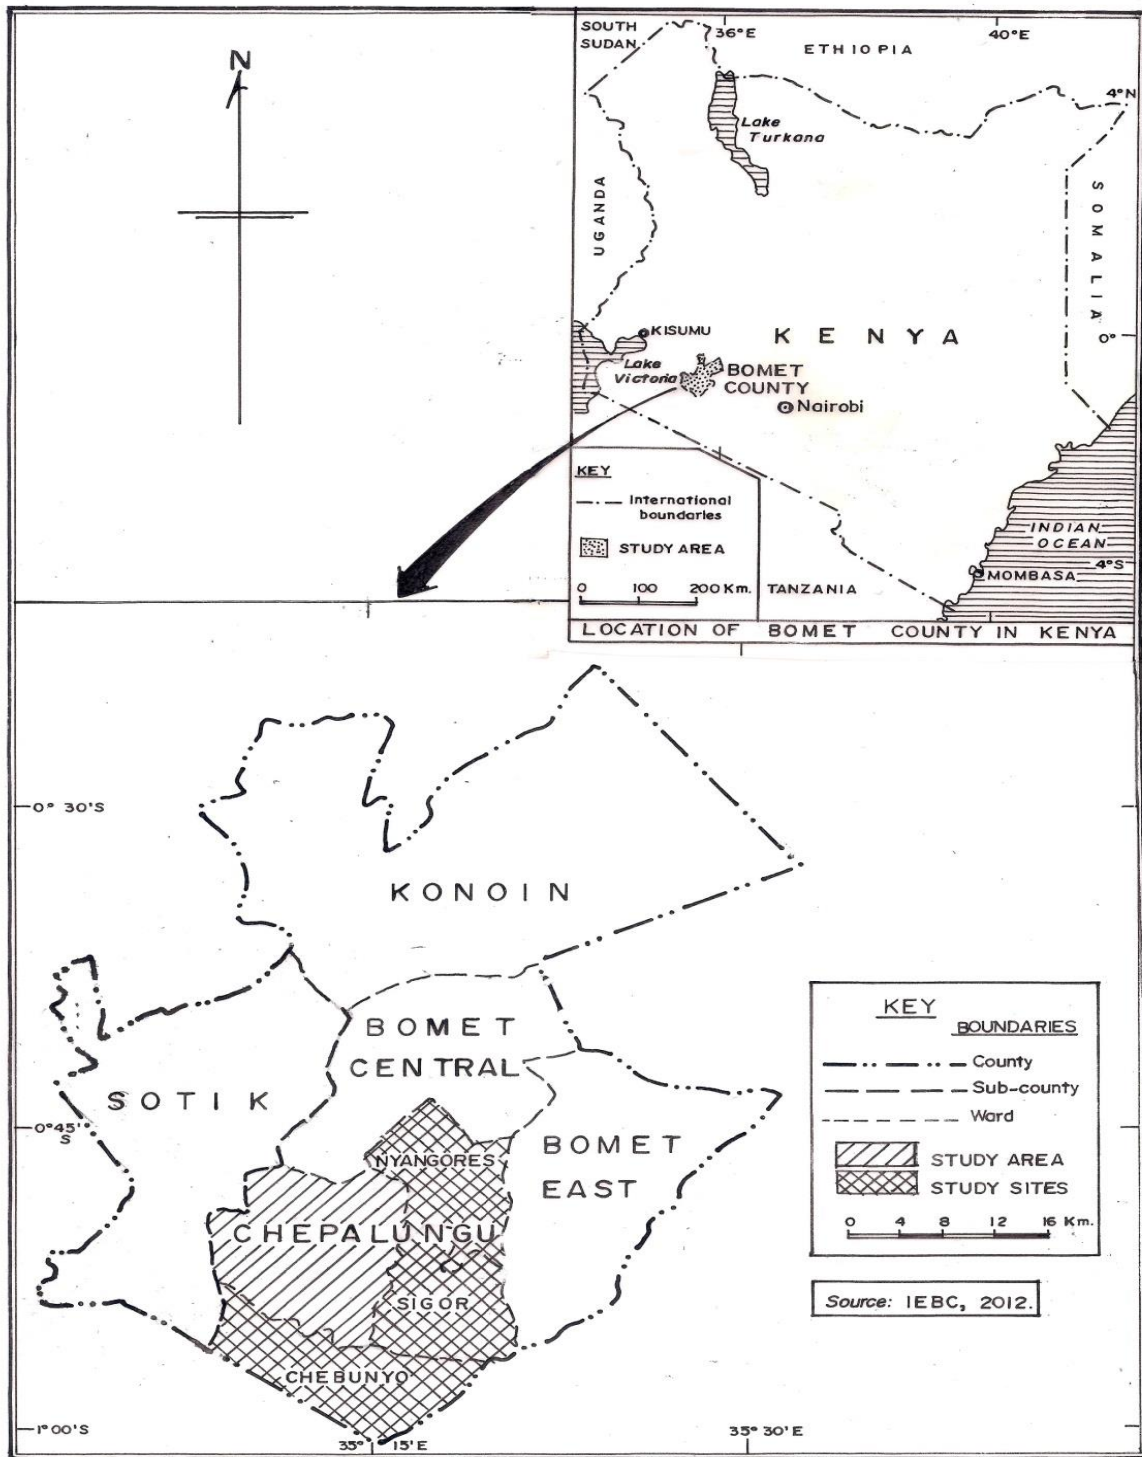 N
SOUTH
SUDAN
36°E
40°E
ETHIOPIA
4°N
Lake
Turkana
UGANDA
SOMALIA
KISUMU
KENYA
0°
Lake
Victoria
BOMET
COUNTY
Nairobi
KEY
International
boundaries
STUDY AREA
0 100 200 Km.
TANZANIA
INDIAN
OCEAN
4°S
MOMBASA
LOCATION OF BOMET COUNTY IN KENYA
0° 30'S
KONOIN
BOMET
CENTRAL
SOTIK
0°45'
S
NYANGORES
BOMET
EAST
CHEPALUNGU
SIGOR
CHEBUNYO
1° 00'S
35° 15'E
35° 30'E
KEY
BOUNDARIES
County
Sub-county
Ward
STUDY AREA
STUDY SITES
0 4 8 12 16 Km.
Source: IEBC, 2012.